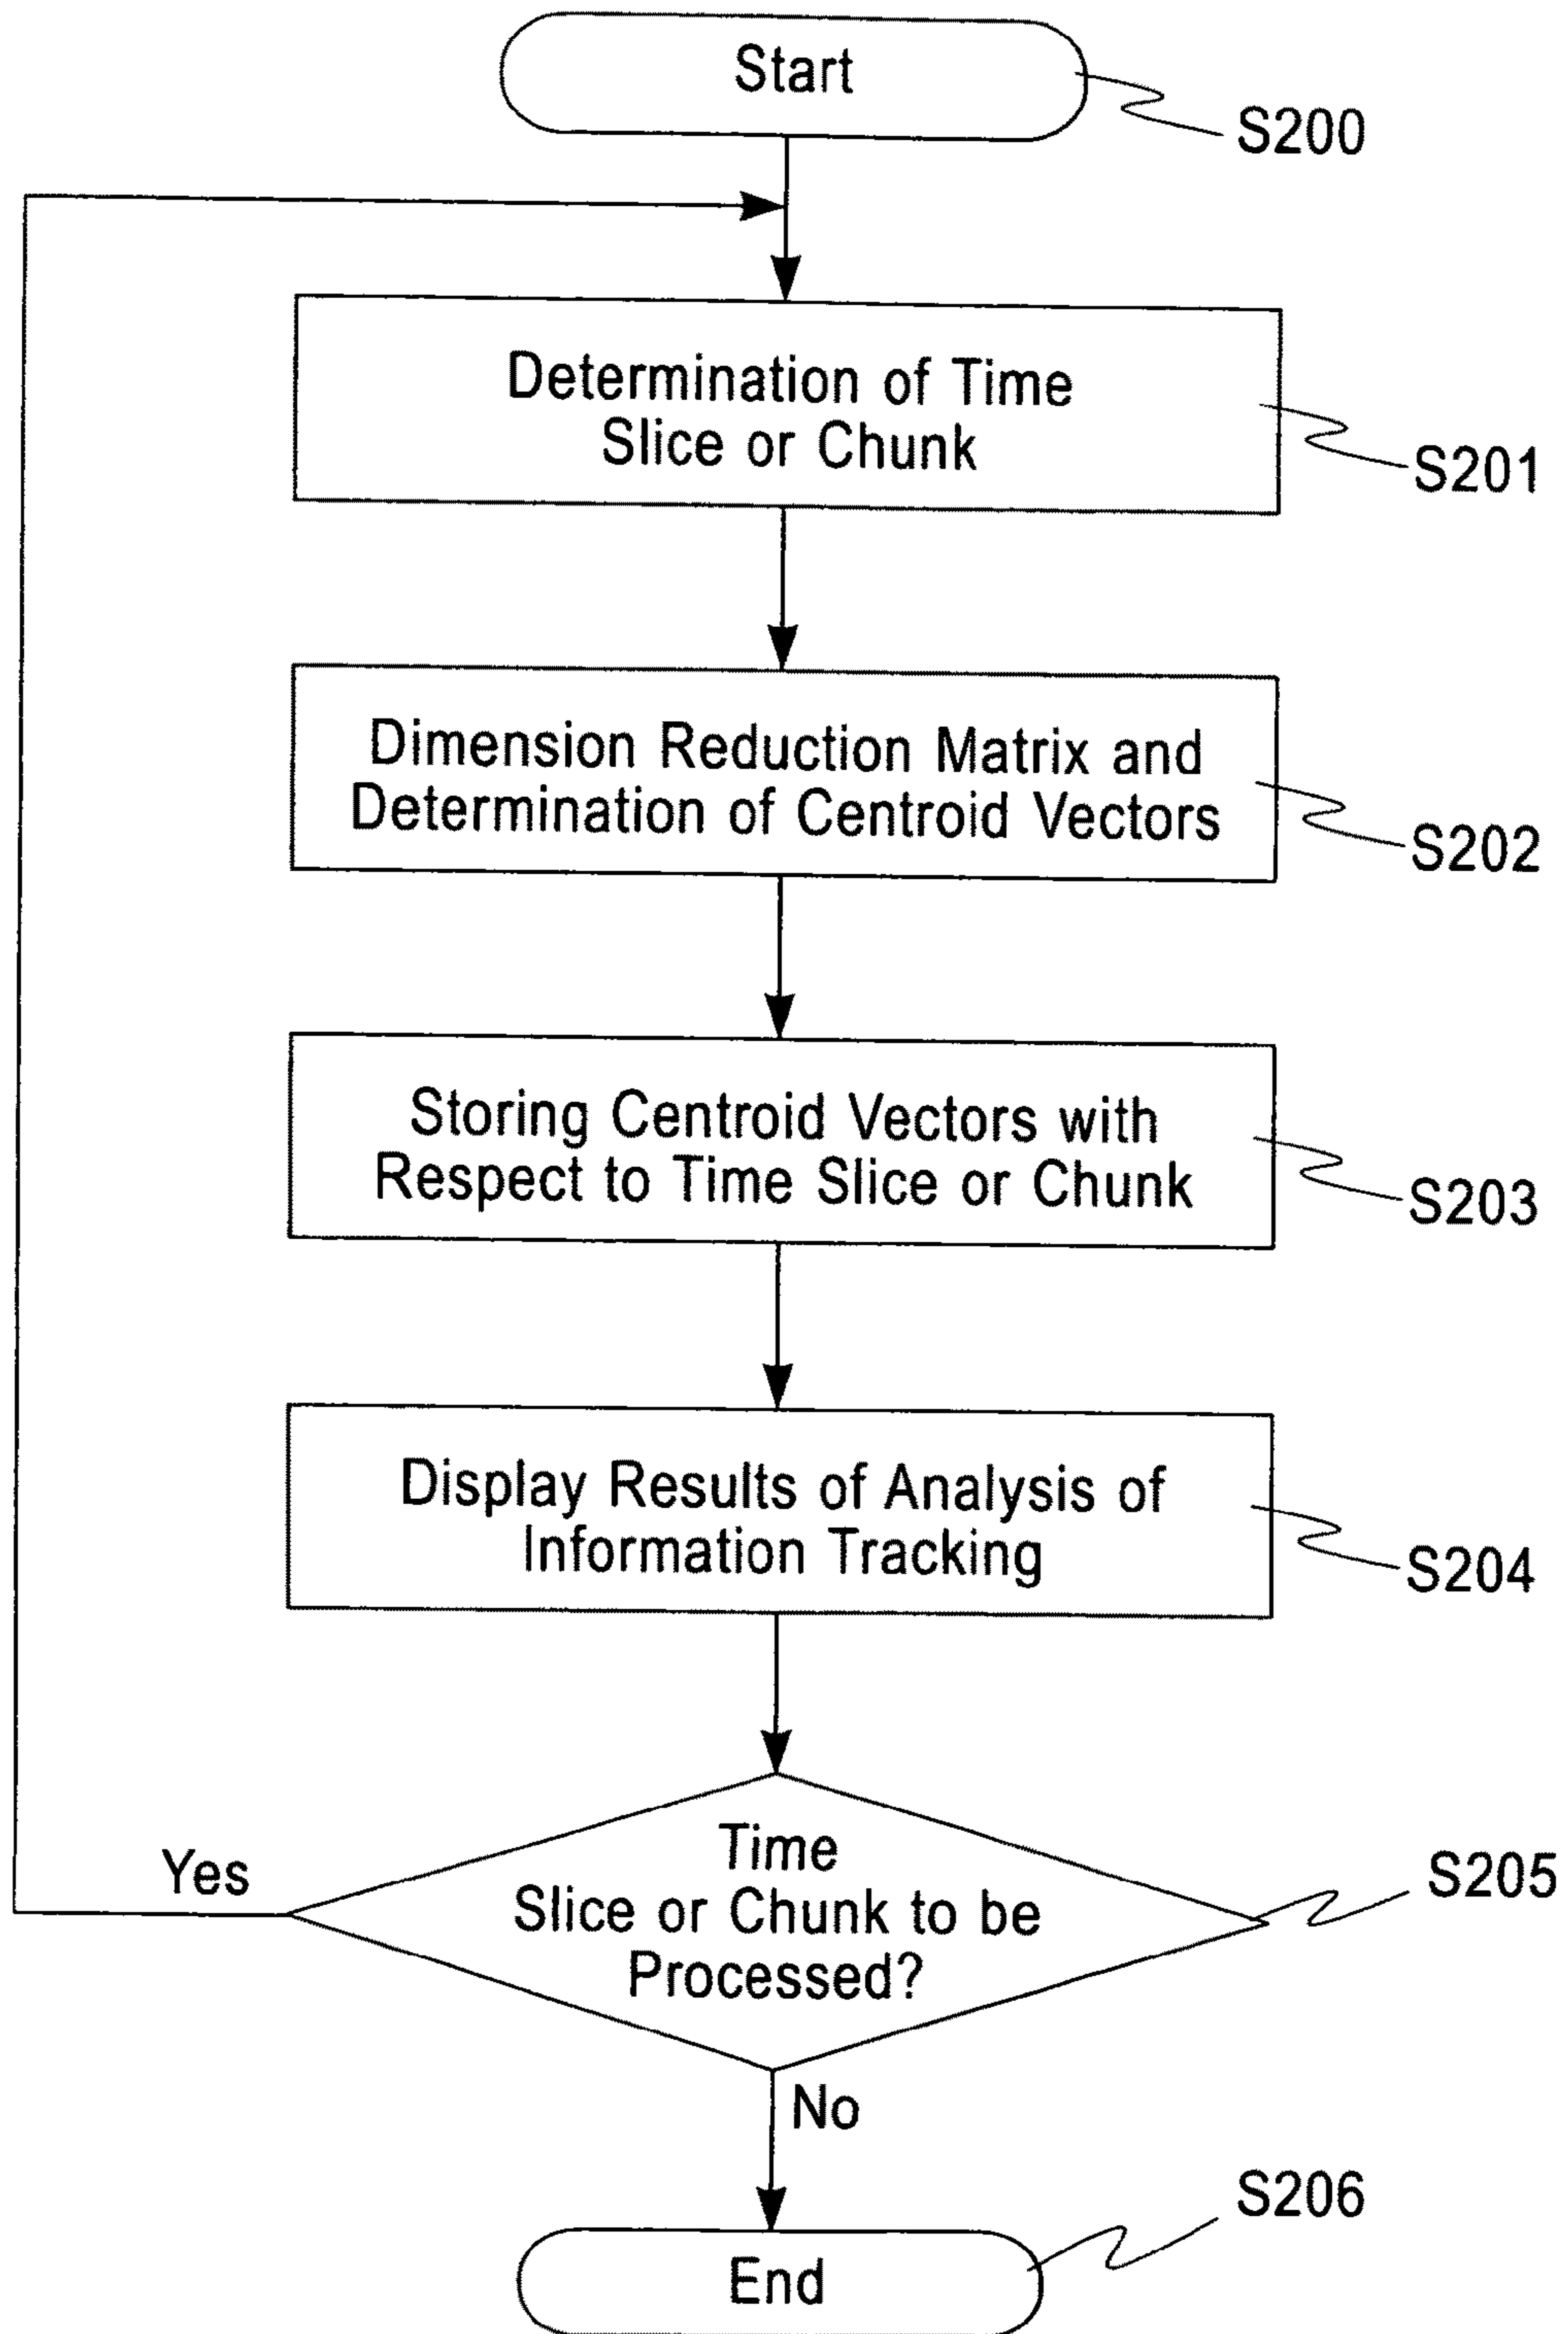 Start
S200
Determination of Time
Slice or Chunk
S201
Dimension Reduction Matrix and
Determination of Centroid Vectors
S202
Storing Centroid Vectors with
Respect to Time Slice or Chunk
S203
Display Results of Analysis of
Information Tracking
S204
Time
Slice or Chunk to be
Processed?
Yes
S205
No
S206
End